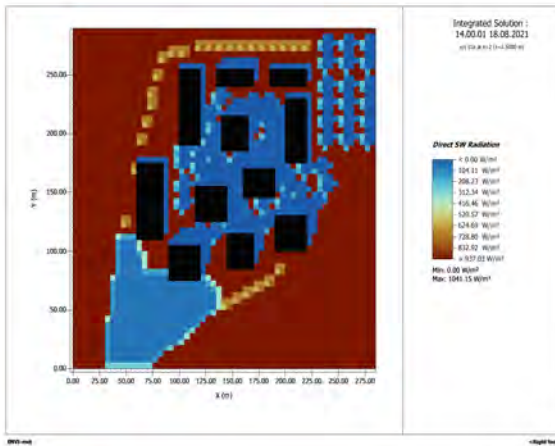 Integrated Solution :
14.00.01 18.08.2021
Direct SW Radiation
< 0.00 W/m²
104.11 W/m²
208.23 W/m²
312.34 W/m²
416.46 W/m²
520.57 W/m²
624.69 W/m²
728.80 W/m²
832.92 W/m²
> 937.03 W/m²
Min: 0.00 W/m²
Max: 1041.15 W/m²
250.00
200.00
150.00
100.00
50.00
0.00
Y (m)
0.00 25.00 50.00 75.00 100.00 125.00 150.00 175.00 200.00 225.00 250.00 275.00
X (m)
ENVI-met